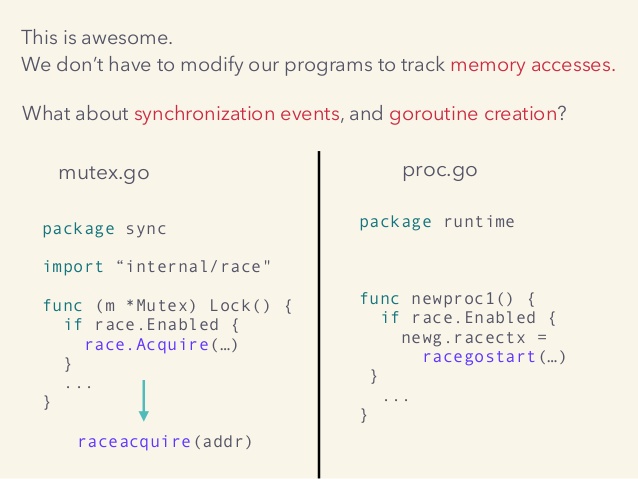 This is awesome.
We don’t have to modify our programs to track memory accesses.
What about synchronization events, and goroutine creation?
mutex.go
package sync
import “internal/race"
func (m *Mutex) Lock() {
if race.Enabled {
race.Acquire(…)
}
...
}
raceacquire(addr)
proc.go
package runtime
func newproc1() {
if race.Enabled {
newg.racectx =
racegostart(…)
}
...
}